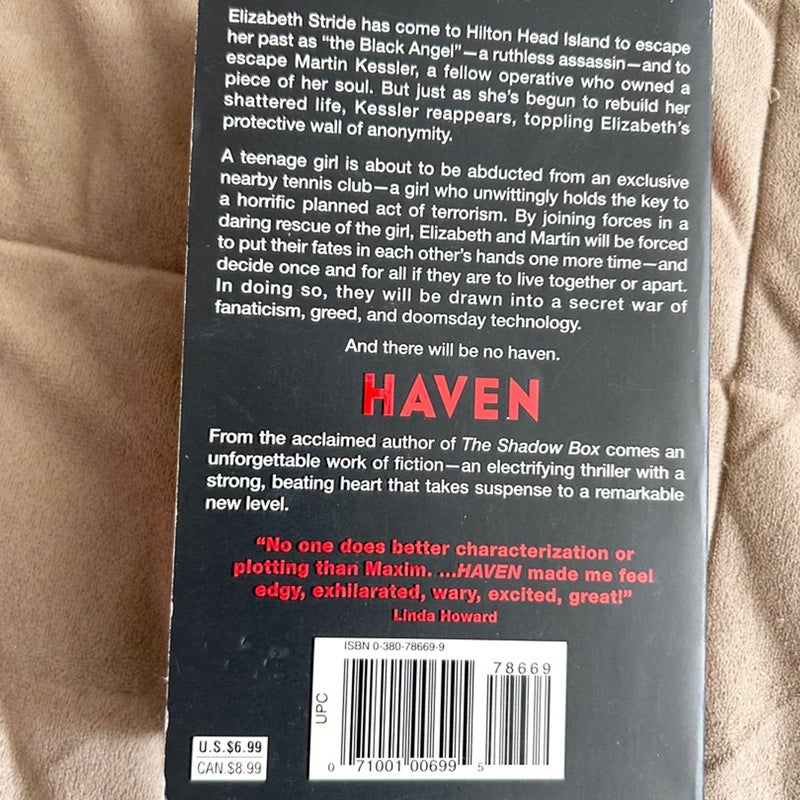 Elizabeth Stride has come to Hilton Head Island to escape
her past as "the Black Angel"—a ruthless assassin—and to
escape Martin Kessler, a fellow operative who owned a
piece of her soul. But just as she's begun to rebuild her
shattered life, Kessler reappears, toppling Elizabeth's
protective wall of anonymity.
A teenage girl is about to be abducted from an exclusive
nearby tennis club—a girl who unwittingly holds the key to
a horrific planned act of terrorism. By joining forces in a
daring rescue of the girl, Elizabeth and Martin will be forced
to put their fates in each other's hands one more time—and
decide once and for all if they are to live together or apart.
In doing so, they will be drawn into a secret war of
fanaticism, greed, and doomsday technology.
And there will be no haven.
HAVEN
From the acclaimed author of The Shadow Box comes an
unforgettable work of fiction—an electrifying thriller with a
strong, beating heart that takes suspense to a remarkable
new level.
"No one does better characterization or
plotting than Maxim. ...HAVEN made me feel
edgy, exhilarated, wary, excited, great!"
Linda Howard
ISBN 0-380-78669-9
78669
UPC
0 71001 00699 5
U.S.$6.99
CAN.$8.99